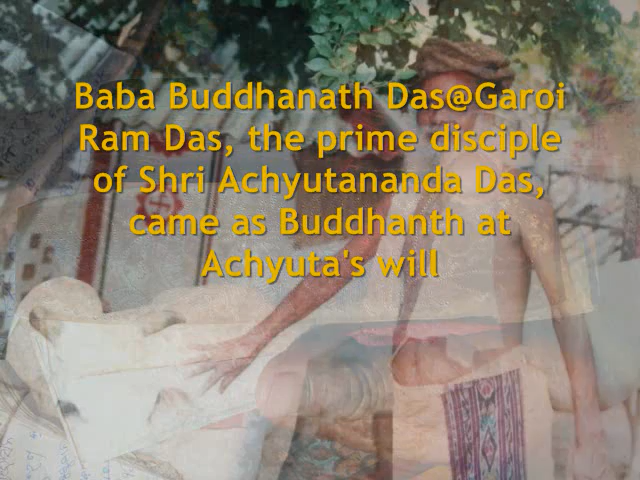 Baba Buddhanath Das@Garoi
Ram Das, the prime disciple
of Shri Achyutananda Das,
came as Buddhanth at
Achyuta's will